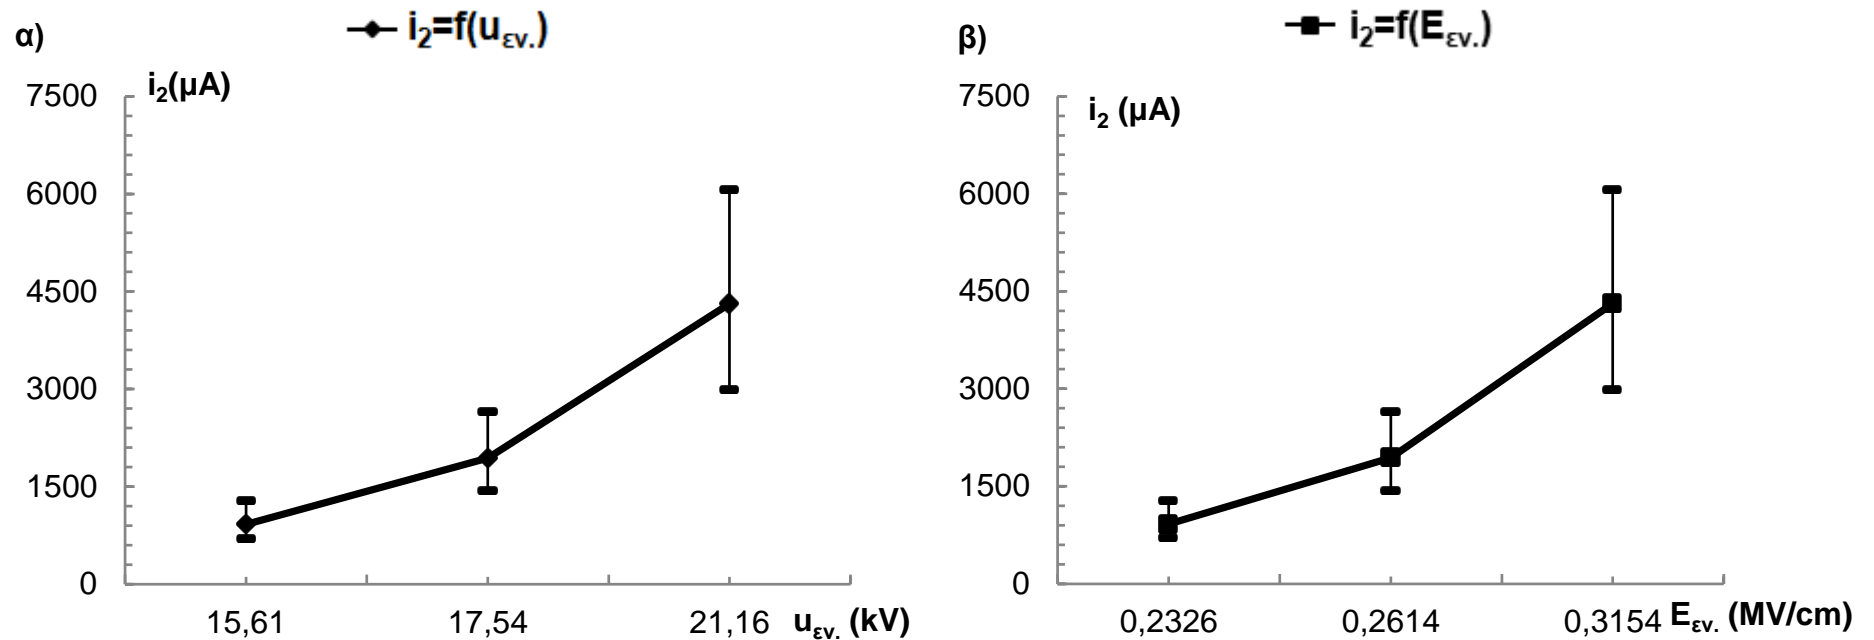 α)
i₂=f(uεν.)
i₂(μA)
7500
6000
4500
3000
1500
0
15,61
17,54
21,16
uεν. (kV)
β)
i₂=f(Eεν.)
i₂ (μA)
7500
6000
4500
3000
1500
0
0,2326
0,2614
0,3154
Eεν. (MV/cm)